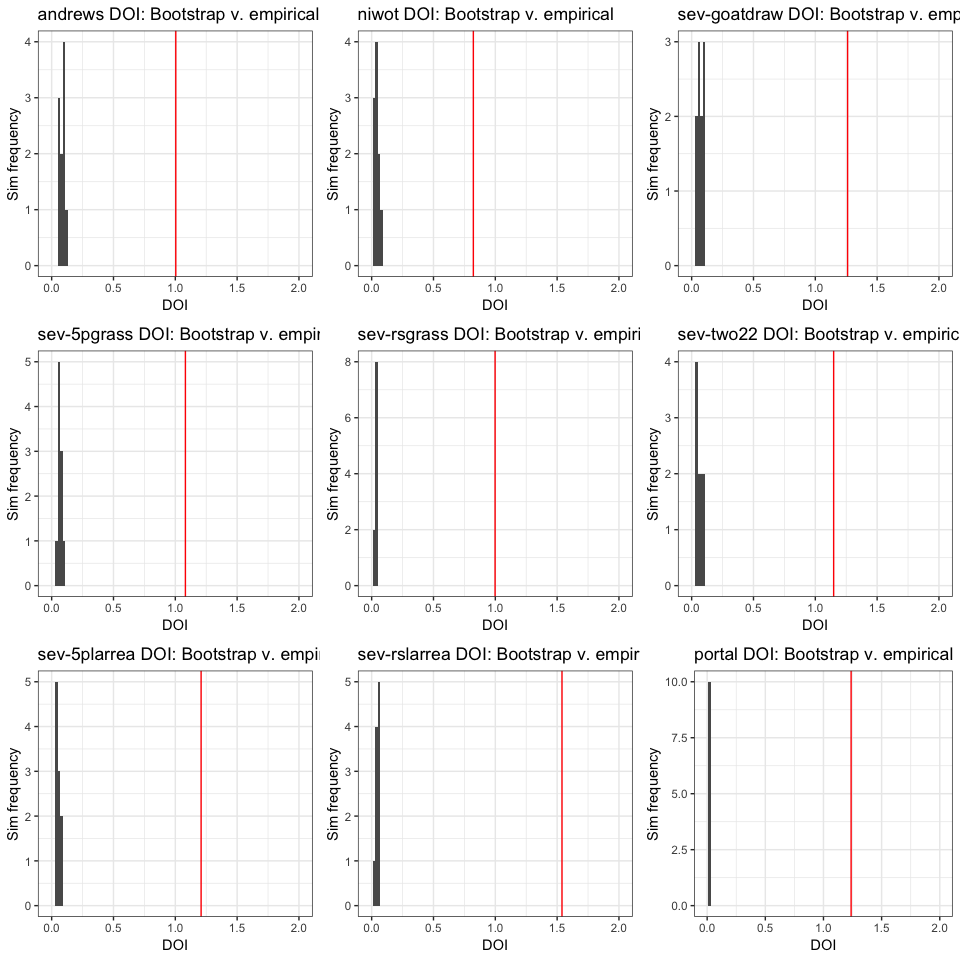 andrews DOI: Bootstrap v. empirical
4
3
2
1
0
Sim frequency
0.0 0.5 1.0 1.5 2.0
DOI
niwot DOI: Bootstrap v. empirical
4
3
2
1
0
Sim frequency
0.0 0.5 1.0 1.5 2.0
DOI
sev-goatdraw DOI: Bootstrap v. emp
3
2
1
0
Sim frequency
0.0 0.5 1.0 1.5 2.0
DOI
sev-5pgrass DOI: Bootstrap v. empir
5
4
3
2
1
0
Sim frequency
0.0 0.5 1.0 1.5 2.0
DOI
sev-rsgrass DOI: Bootstrap v. empiri
8
6
4
2
0
Sim frequency
0.0 0.5 1.0 1.5 2.0
DOI
sev-two22 DOI: Bootstrap v. empiric
4
3
2
1
0
Sim frequency
0.0 0.5 1.0 1.5 2.0
DOI
sev-5plarrea DOI: Bootstrap v. empi
5
4
3
2
1
0
Sim frequency
0.0 0.5 1.0 1.5 2.0
DOI
sev-rslarrea DOI: Bootstrap v. empir
5
4
3
2
1
0
Sim frequency
0.0 0.5 1.0 1.5 2.0
DOI
portal DOI: Bootstrap v. empirical
10.0
7.5
5.0
2.5
0.0
Sim frequency
0.0 0.5 1.0 1.5 2.0
DOI